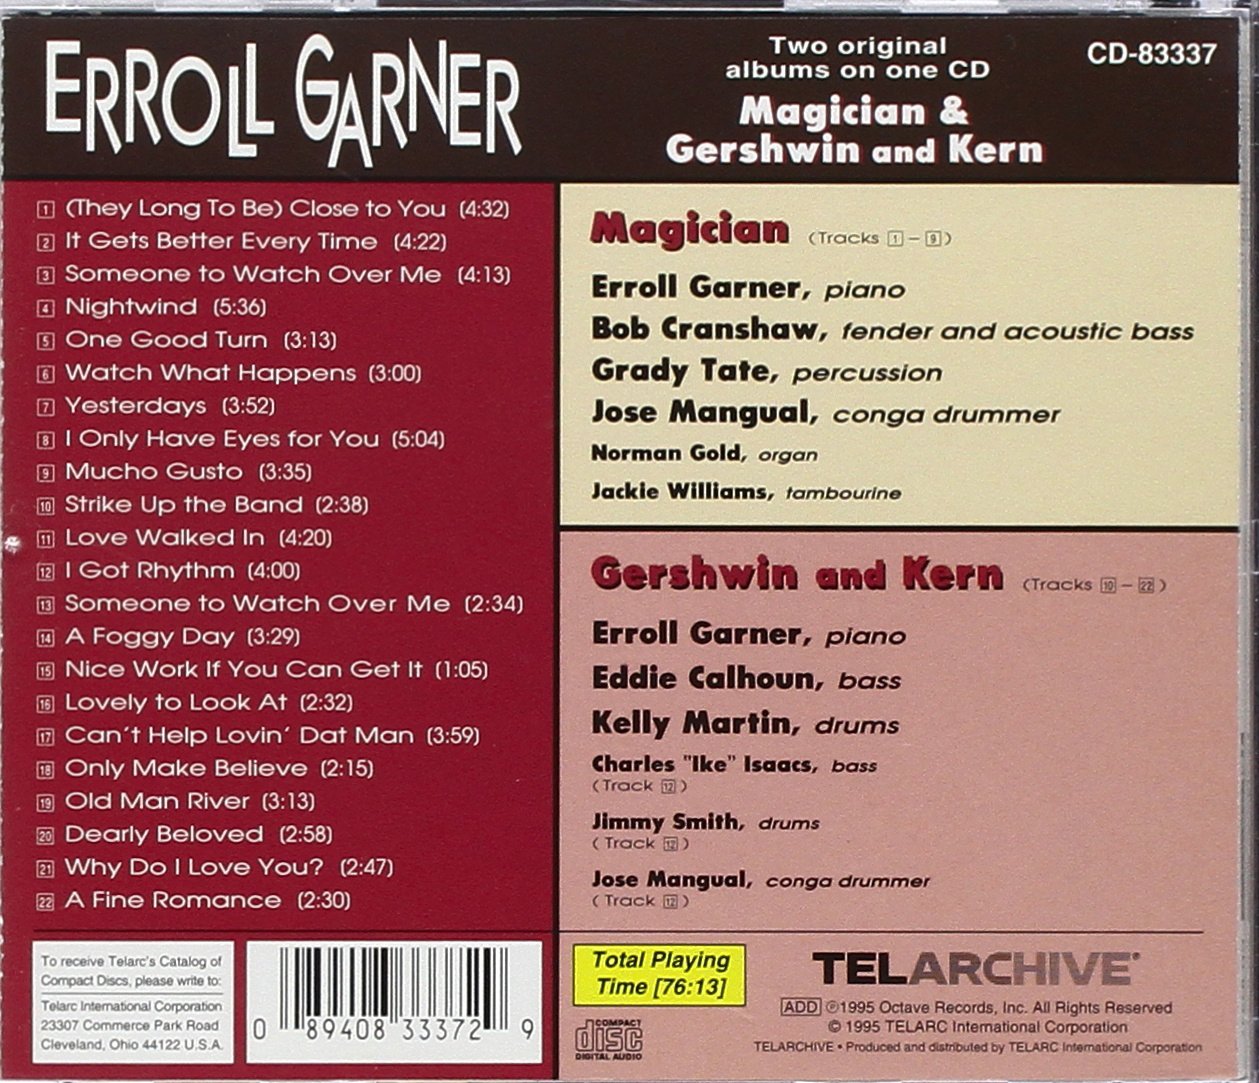 ERROLL GARNER
Two original
albums on one CD
Magician &
Gershwin and Kern
CD-83337
1 (They Long To Be) Close to You (4:32)
2 It Gets Better Every Time (4:22)
3 Someone to Watch Over Me (4:13)
4 Nightwind (5:36)
5 One Good Turn (3:13)
6 Watch What Happens (3:00)
7 Yesterdays (3:52)
8 I Only Have Eyes for You (5:04)
9 Mucho Gusto (3:35)
10 Strike Up the Band (2:38)
11 Love Walked In (4:20)
12 I Got Rhythm (4:00)
13 Someone to Watch Over Me (2:34)
14 A Foggy Day (3:29)
15 Nice Work If You Can Get It (1:05)
16 Lovely to Look At (2:32)
17 Can't Help Lovin' Dat Man (3:59)
18 Only Make Believe (2:15)
19 Old Man River (3:13)
20 Dearly Beloved (2:58)
21 Why Do I Love You? (2:47)
22 A Fine Romance (2:30)
Magician (Tracks 1 – 9)
Erroll Garner, piano
Bob Cranshaw, fender and acoustic bass
Grady Tate, percussion
Jose Mangual, conga drummer
Norman Gold, organ
Jackie Williams, tambourine
Gershwin and Kern (Tracks 10 – 22)
Erroll Garner, piano
Eddie Calhoun, bass
Kelly Martin, drums
Charles "Ike" Isaacs, bass
(Track 12)
Jimmy Smith, drums
(Track 12)
Jose Mangual, conga drummer
(Track 12)
To receive Telarc's Catalog of
Compact Discs, please write to:
Telarc International Corporation
23307 Commerce Park Road
Cleveland, Ohio 44122 U.S.A.
0 89408 33372 9
Total Playing
Time [76:13]
COMPACT
disc
DIGITAL AUDIO
TELARCHIVE
ADD ℗1995 Octave Records, Inc. All Rights Reserved
© 1995 TELARC International Corporation
TELARCHIVE • Produced and distributed by TELARC International Corporation